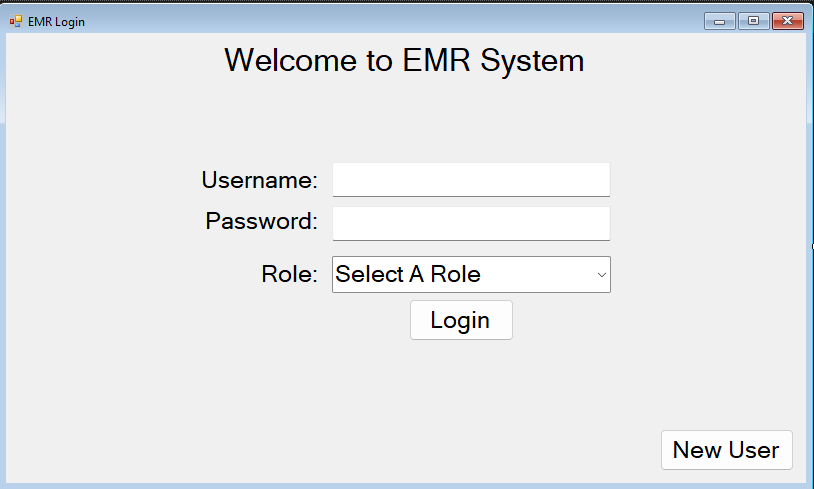 EMR Login
Welcome to EMR System
Username:
Password:
Role: Select A Role
Login
New User